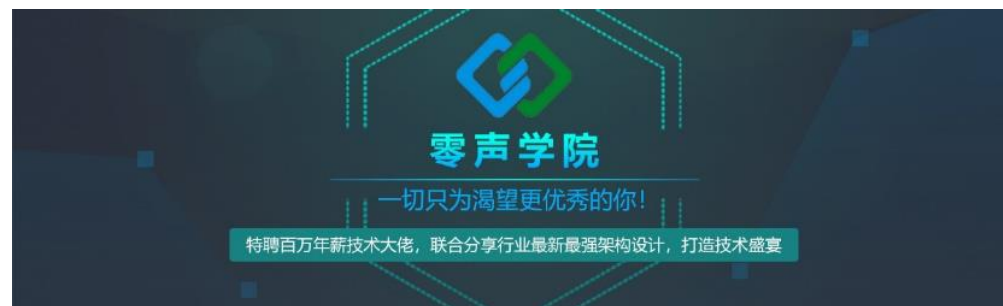 零声学院
一切只为渴望更优秀的你!
特聘百万年薪技术大佬，联合分享行业最新最强架构设计，打造技术盛宴